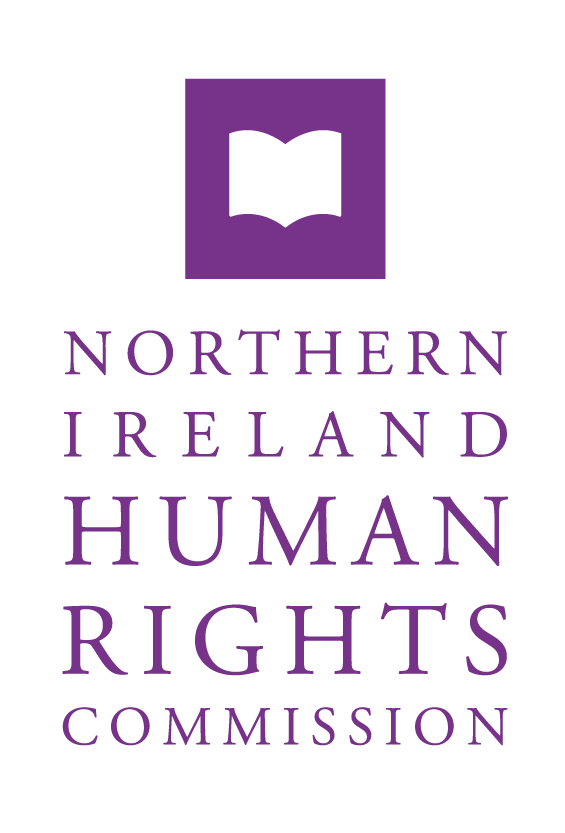 NORTHERN
IRELAND
HUMAN
RIGHTS
COMMISSION